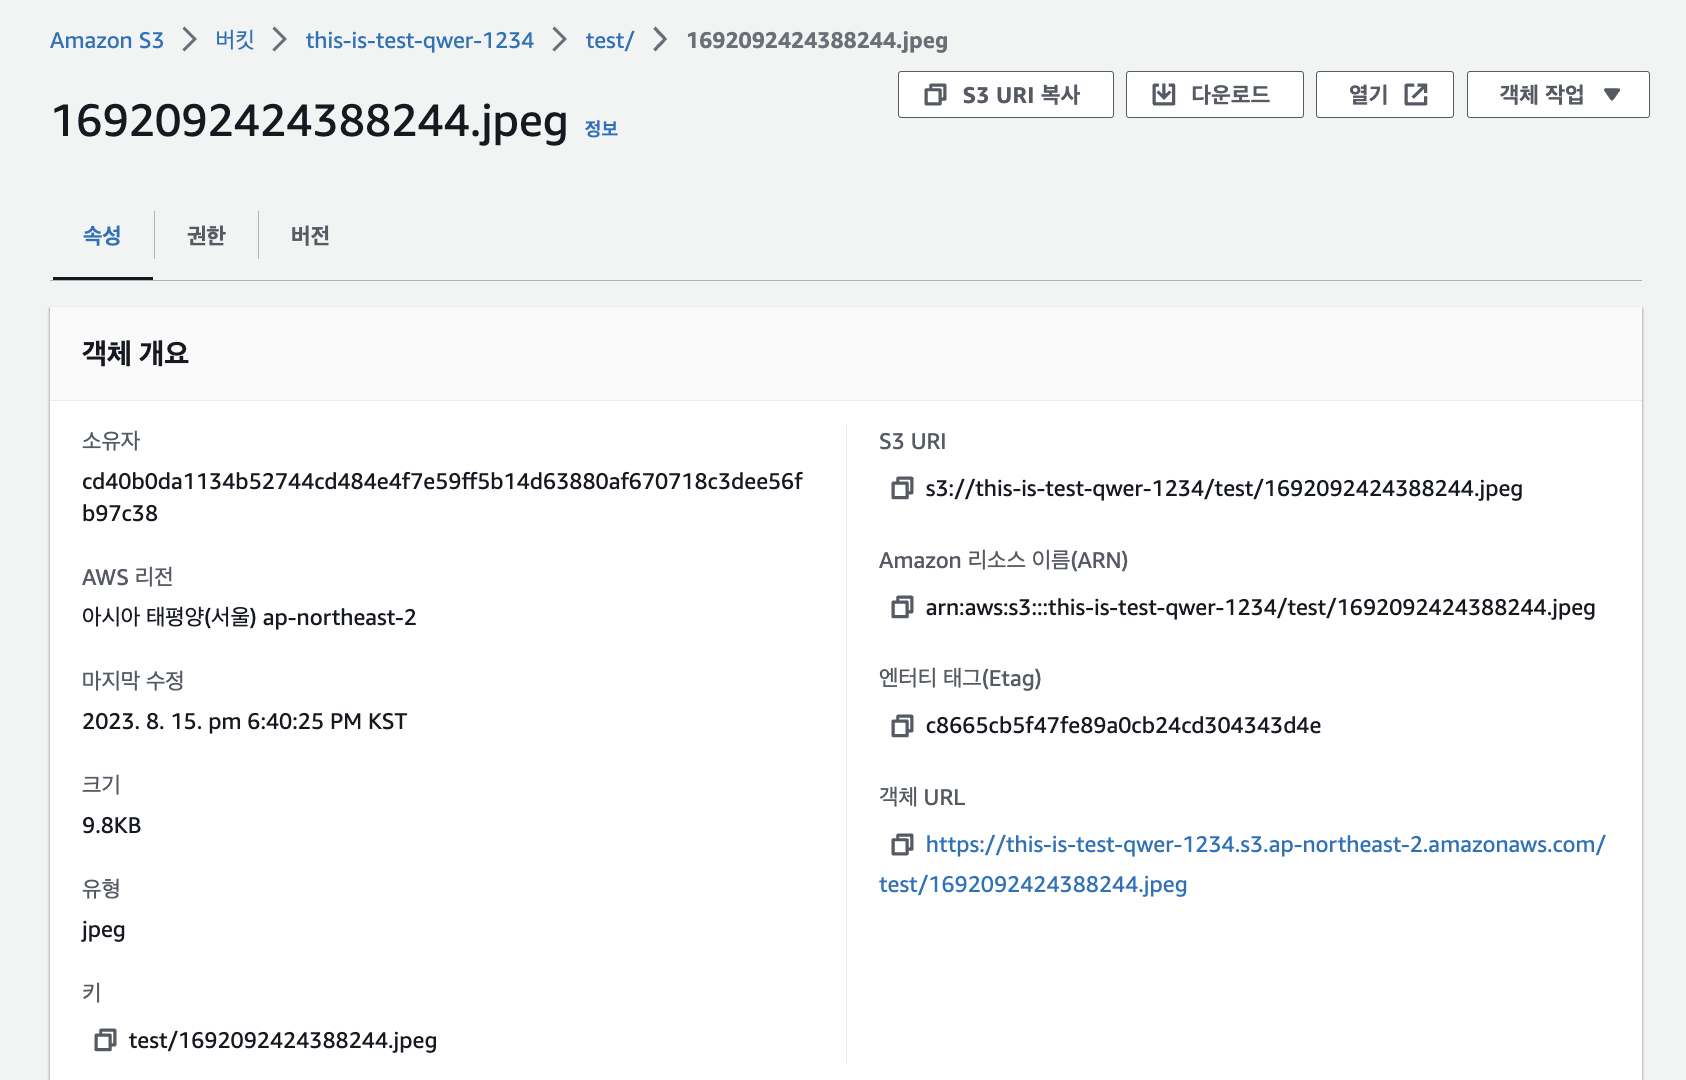 Amazon S3 > 버킷 > this-is-test-qwer-1234 > test/ > 1692092424388244.jpeg
1692092424388244.jpeg 정보
S3 URI 복사 다운로드 열기 객체 작업
속성 권한 버전
객체 개요
소유자
cd40b0da1134b52744cd484e4f7e59ff5b14d63880af670718c3dee56f
b97c38
AWS 리전
아시아 태평양(서울) ap-northeast-2
마지막 수정
2023. 8. 15. pm 6:40:25 PM KST
크기
9.8KB
유형
jpeg
키
test/1692092424388244.jpeg
S3 URI
s3://this-is-test-qwer-1234/test/1692092424388244.jpeg
Amazon 리소스 이름(ARN)
arn:aws:s3:::this-is-test-qwer-1234/test/1692092424388244.jpeg
엔터티 태그(Etag)
c8665cb5f47fe89a0cb24cd304343d4e
객체 URL
https://this-is-test-qwer-1234.s3.ap-northeast-2.amazonaws.com/
test/1692092424388244.jpeg